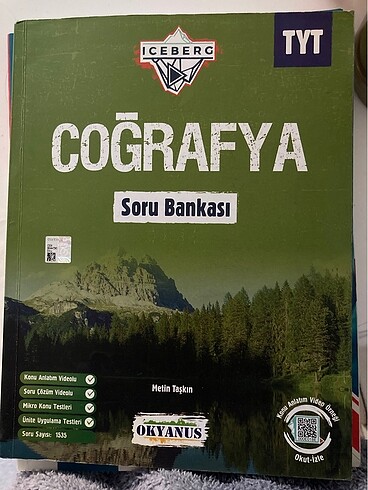 ICEBERG
TYT
COĞRAFYA
Soru Bankası
Konu Anlatım Videolu
Soru Çözüm Videolu
Mikro Konu Testleri
Ünite Uygulama Testleri
Soru Sayısı: 1535
Metin Taşkın
OKYANUS
Konu Anlatım Video Örneği
Okut-İzle